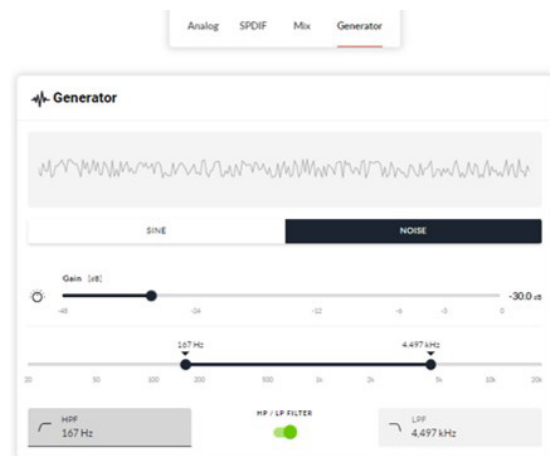 Analog SPDIF Mix Generator
Generator
SINE NOISE
Gain [dB]
-30.0 dB
-48 -24 -12 -6 -3 0
167 Hz 4.497 kHz
20 50 100 200 500 1k 2k 5k 10k 20k
HP / LP FILTER
HPF LPF
167 Hz 4,497 kHz